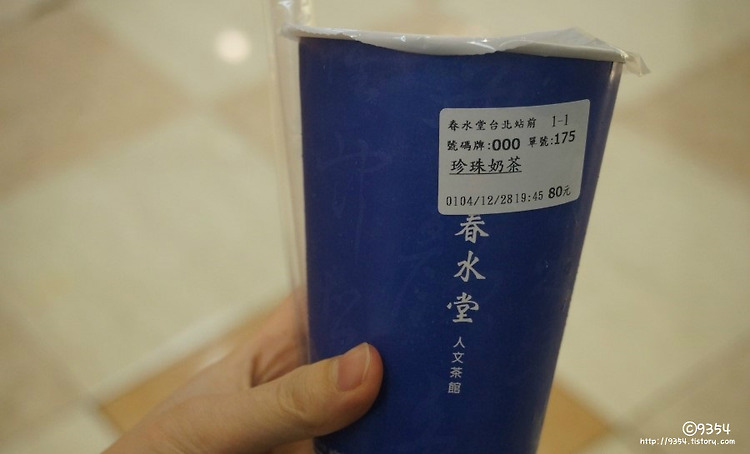 春水堂台北站前 1-1
號碼牌:000 單號:175
珍珠奶茶
0104/12/28 19:45 80元
春水堂
人文茶館
©9354
http://9354.tistory.com